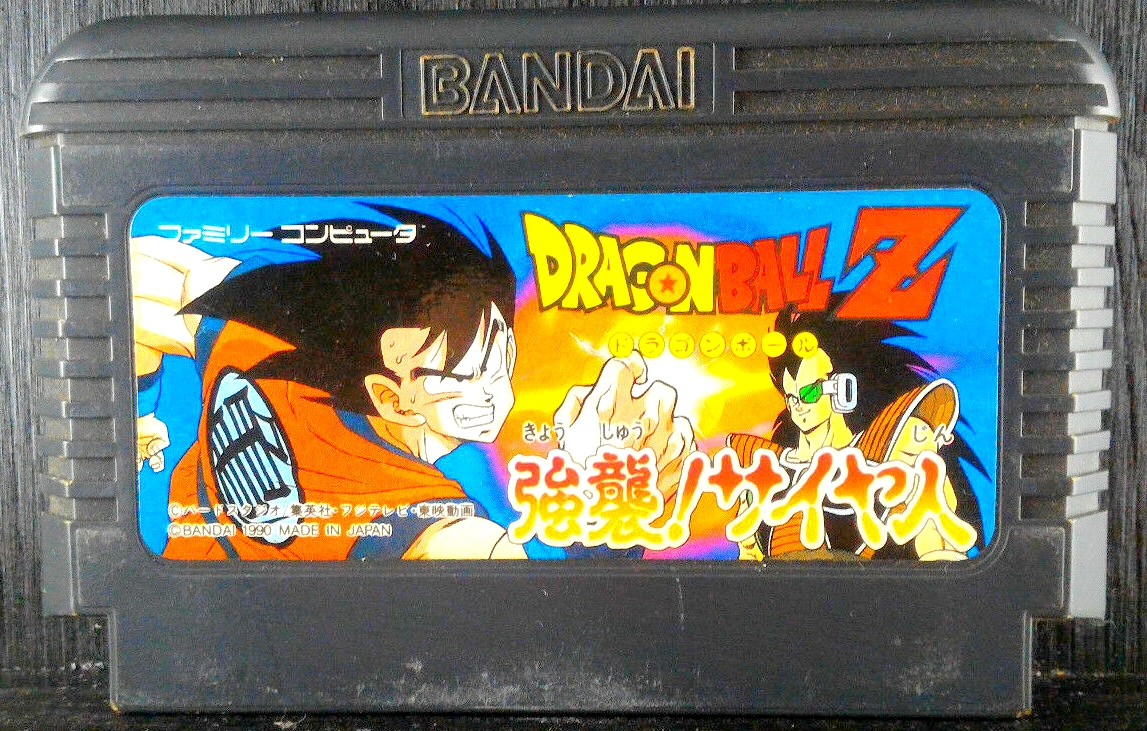 BANDAI
ファミリー コンピュータ
DRAGON BALL Z
ドラゴンボール
きょう しゅう じん
強襲!サイヤ人
©バードスタジオ/集英社・フジテレビ・東映動画
©BANDAI 1990 MADE IN JAPAN